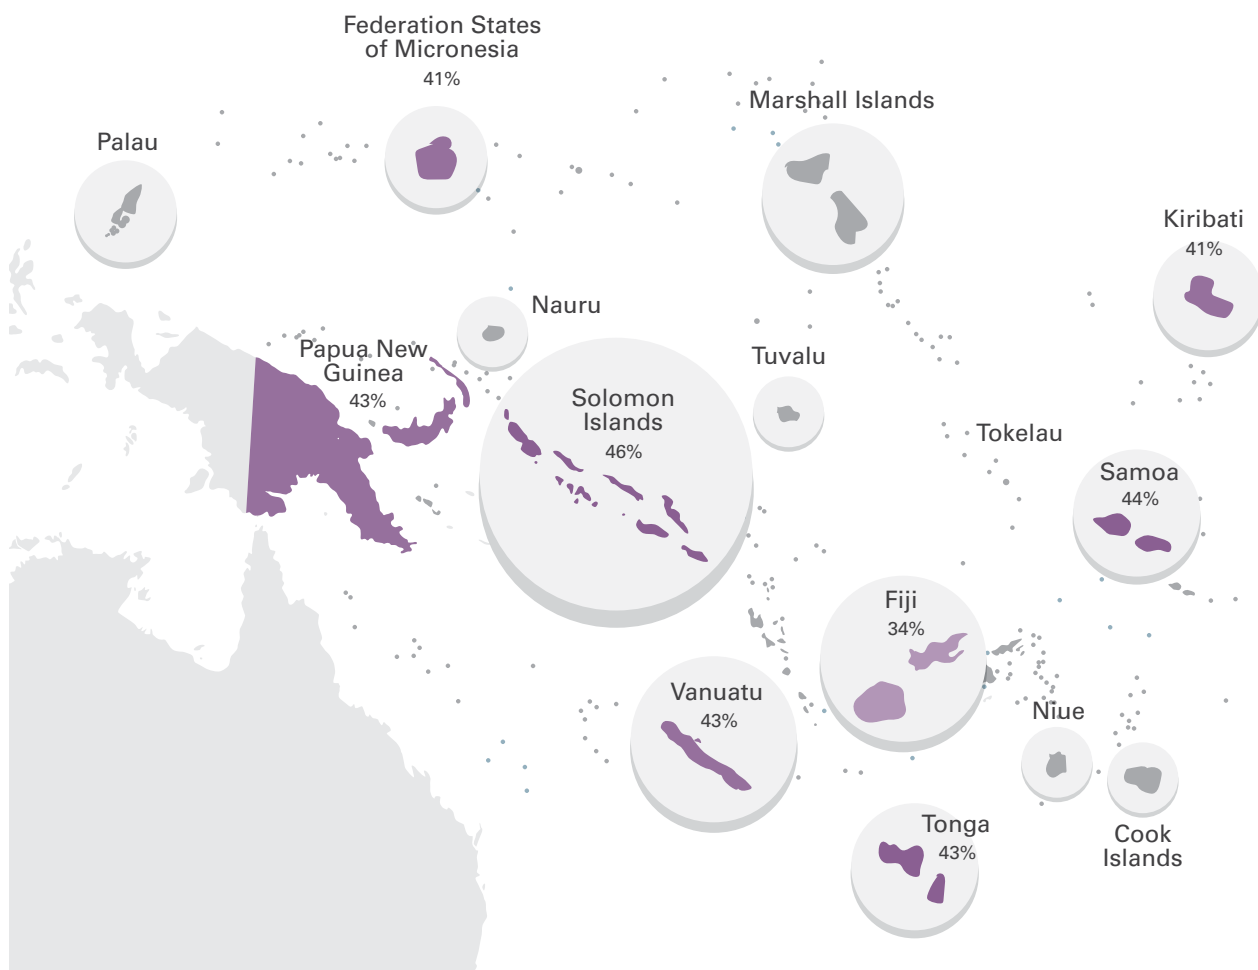 Federation States
of Micronesia
41%
Marshall Islands
Palau
Kiribati
41%
Nauru
Papua New
Guinea
43%
Tuvalu
Solomon
Islands
46%
Tokelau
Samoa
44%
Fiji
34%
Vanuatu
43%
Niue
Tonga
43%
Cook
Islands